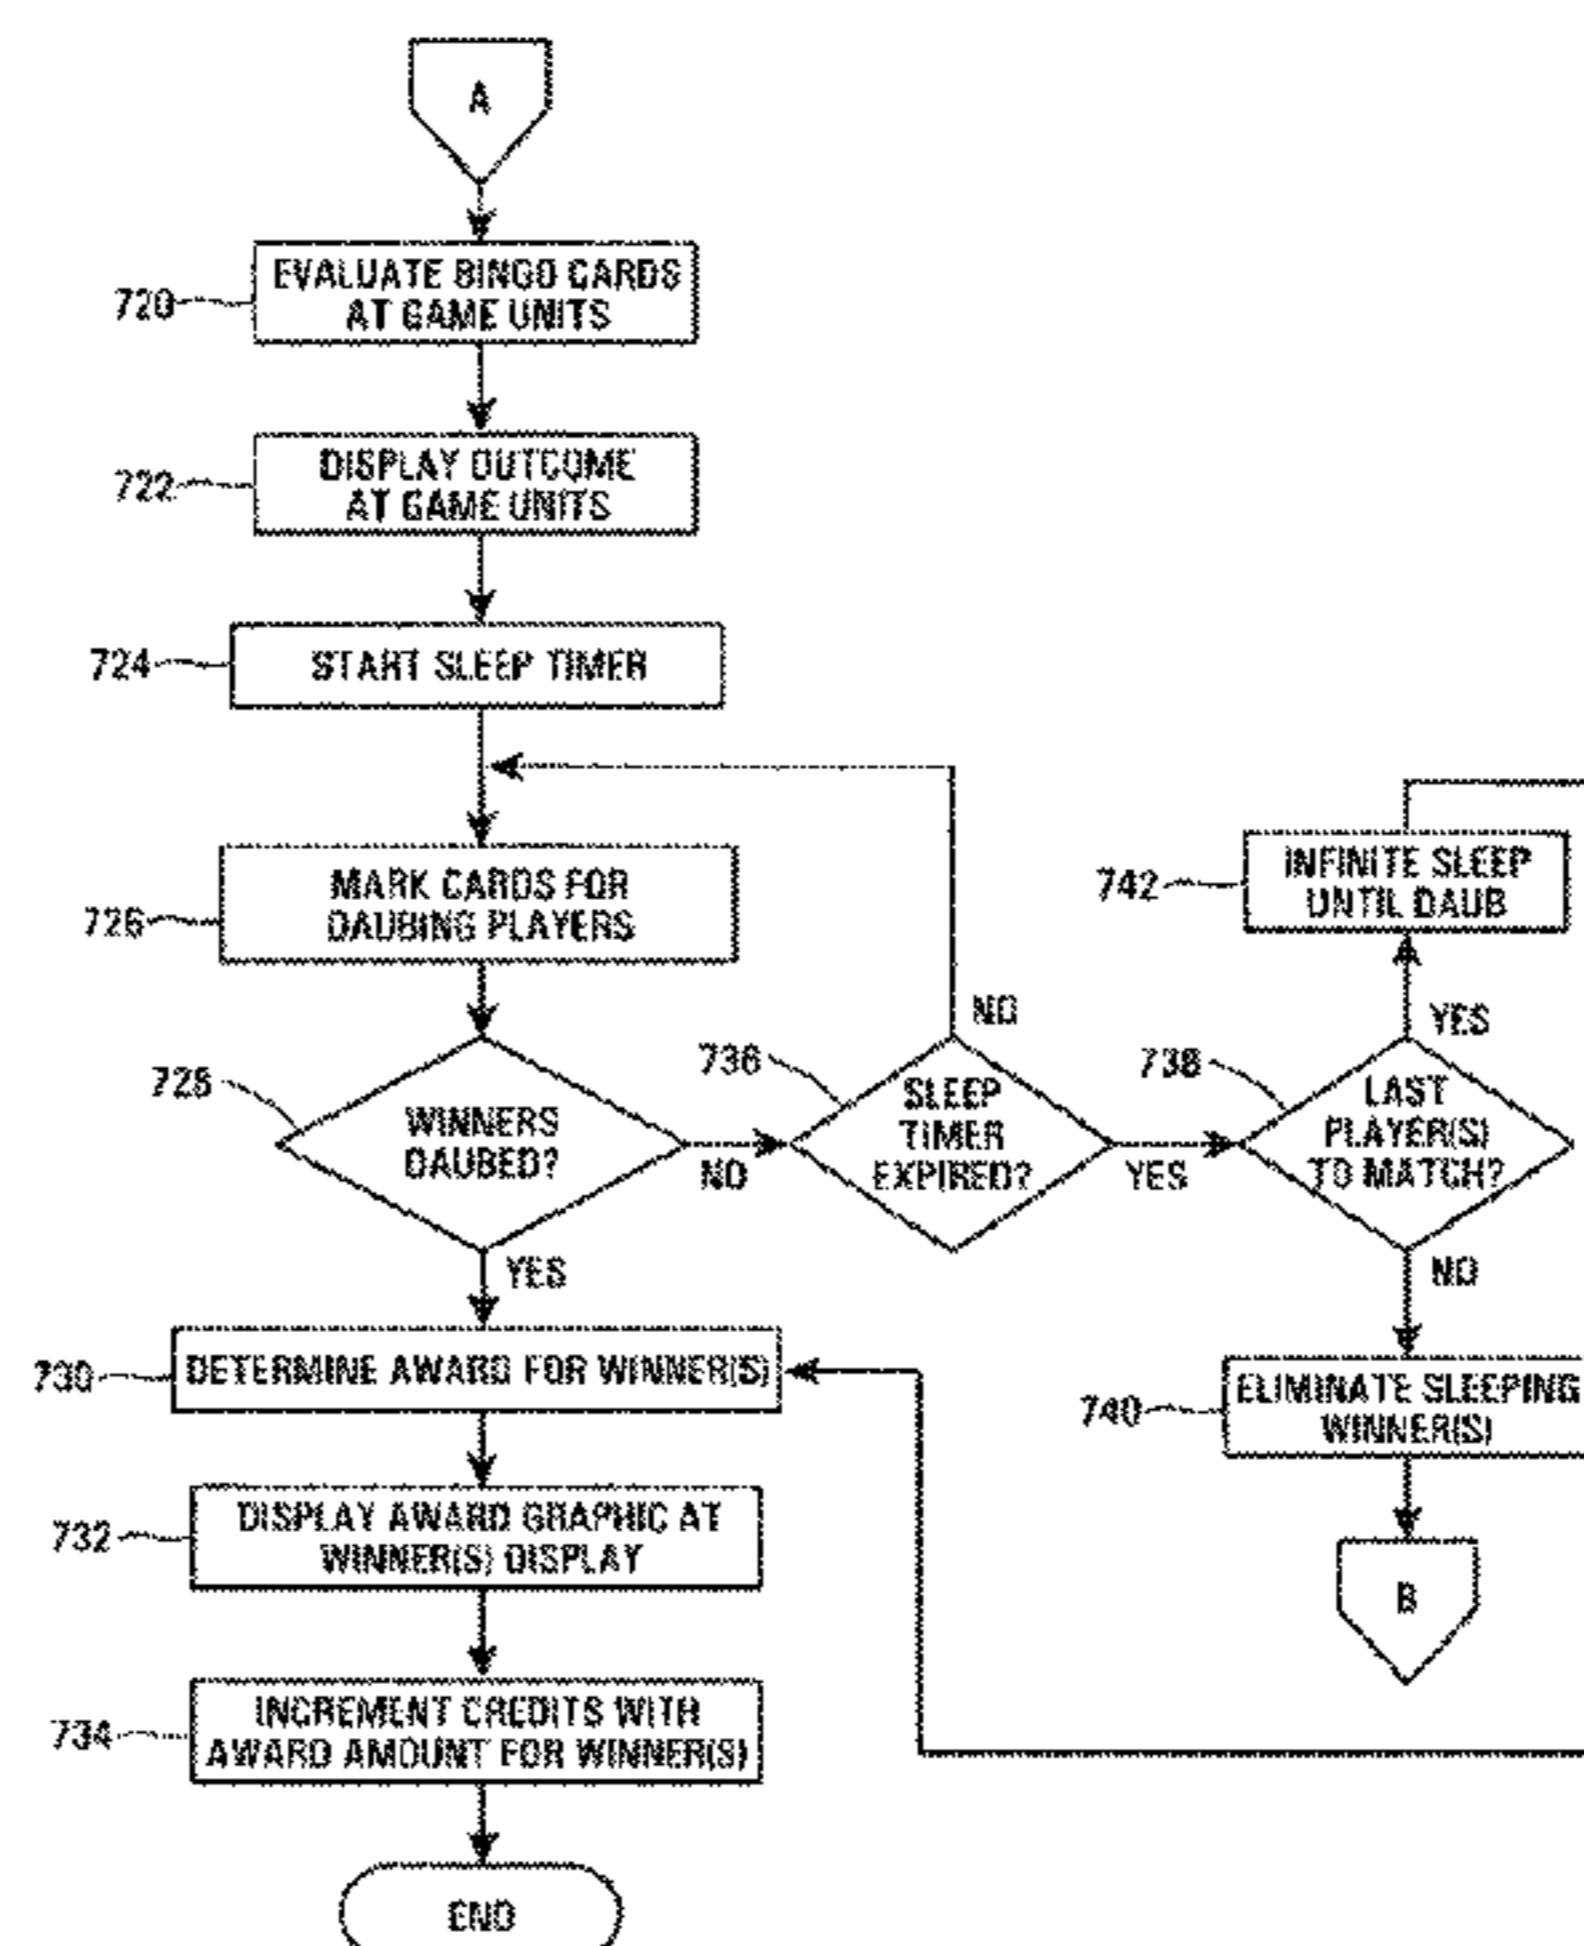 A
720
EVALUATE BINGO CARDS
AT GAME UNITS
722
DISPLAY OUTCOME
AT GAME UNITS
724
START SLEEP TIMER
726
MARK CARDS FOR
DAUBING PLAYERS
728
WINNERS
DAUBED?
NO
YES
736
SLEEP
TIMER
EXPIRED?
NO
YES
738
LAST
PLAYER(S)
TO MATCH?
YES
NO
742
INFINITE SLEEP
UNTIL DAUB
740
ELIMINATE SLEEPING
WINNER(S)
B
730
DETERMINE AWARD FOR WINNER(S)
732
DISPLAY AWARD GRAPHIC AT
WINNER(S) DISPLAY
734
INCREMENT CREDITS WITH
AWARD AMOUNT FOR WINNER(S)
END